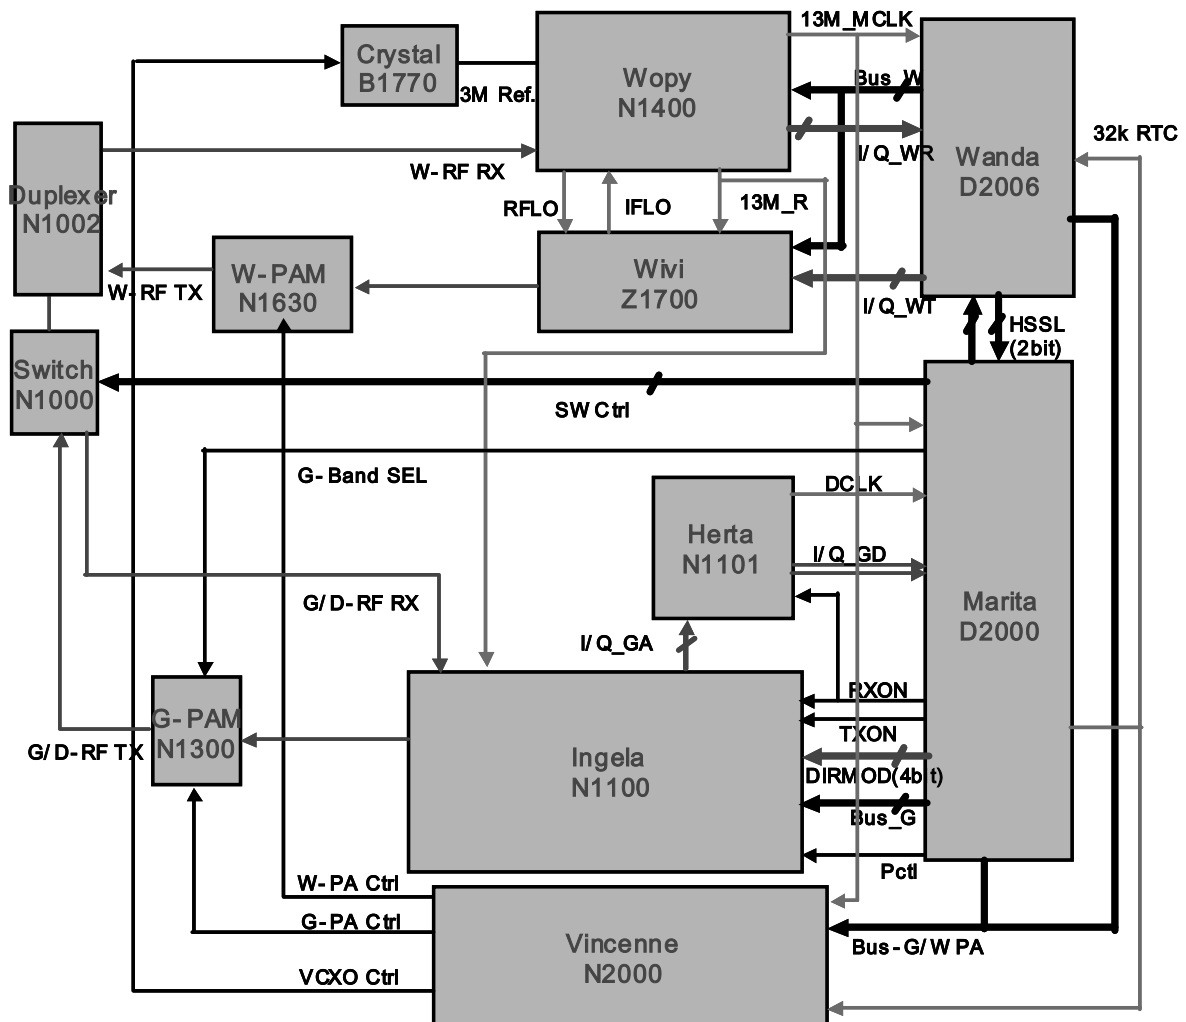 13M_MCLK
Crystal
B1770
3M Ref.
Wopy
N1400
Bus_W
I/Q_WR
Wanda
D2006
32k RTC
Duplexer
N1002
W-RF RX
RFLO
IFLO
13M_R
W-PAM
N1630
W-RF TX
Wivi
Z1700
I/Q_WT
HSSL
(2bit)
Switch
N1000
SW Ctrl
G-Band SEL
DCLK
Herta
N1101
I/Q_GD
G/D-RF RX
I/Q_GA
Marita
D2000
G-PAM
N1300
G/D-RF TX
Ingela
N1100
RXON
TXON
DIRMOD(4bit)
Bus_G
Pctl
W-PA Ctrl
G-PA Ctrl
VCXO Ctrl
Vincenne
N2000
Bus-G/W PA